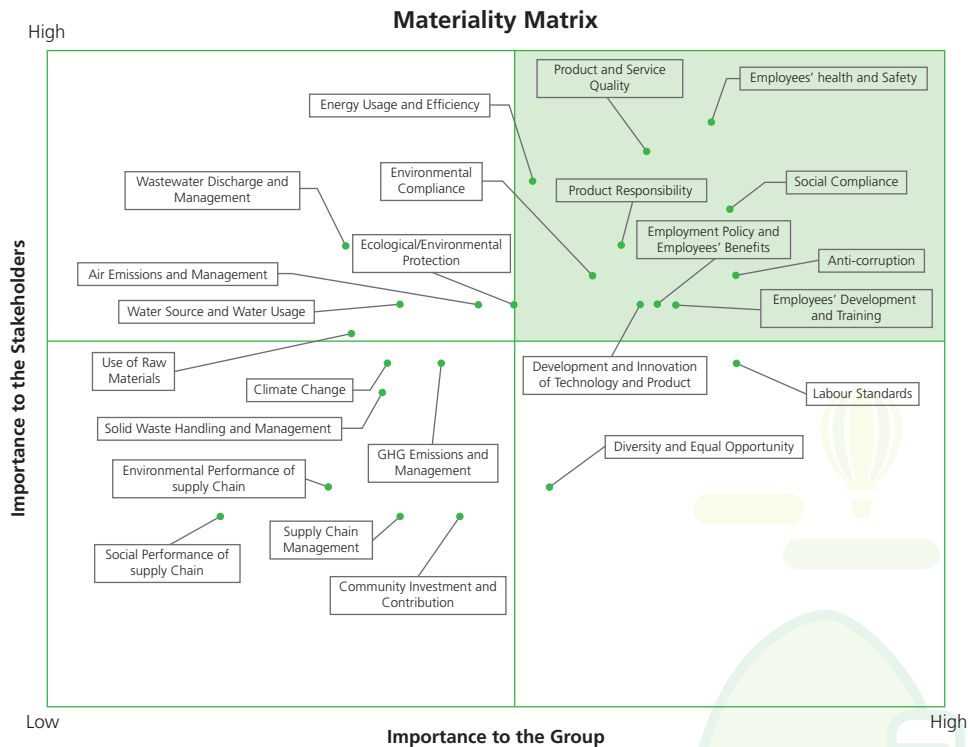 Materiality Matrix
High
Product and Service
Quality
Employees’ health and Safety
Energy Usage and Efficiency
Environmental
Compliance
Wastewater Discharge and
Management
Product Responsibility
Social Compliance
Employment Policy and
Employees’ Benefits
Ecological/Environmental
Protection
Anti-corruption
Air Emissions and Management
Water Source and Water Usage
Employees’ Development
and Training
Use of Raw
Materials
Development and Innovation
of Technology and Product
Climate Change
Labour Standards
Solid Waste Handling and Management
GHG Emissions and
Management
Diversity and Equal Opportunity
Environmental Performance of
supply Chain
Supply Chain
Management
Social Performance of
supply Chain
Community Investment and
Contribution
Importance to the Stakeholders
Low
High
Importance to the Group